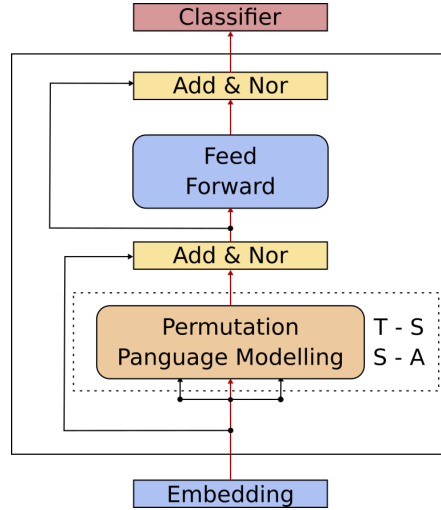 Classifier
Add & Nor
Feed
Forward
Add & Nor
Permutation
Panguage Modelling
T - S
S - A
Embedding